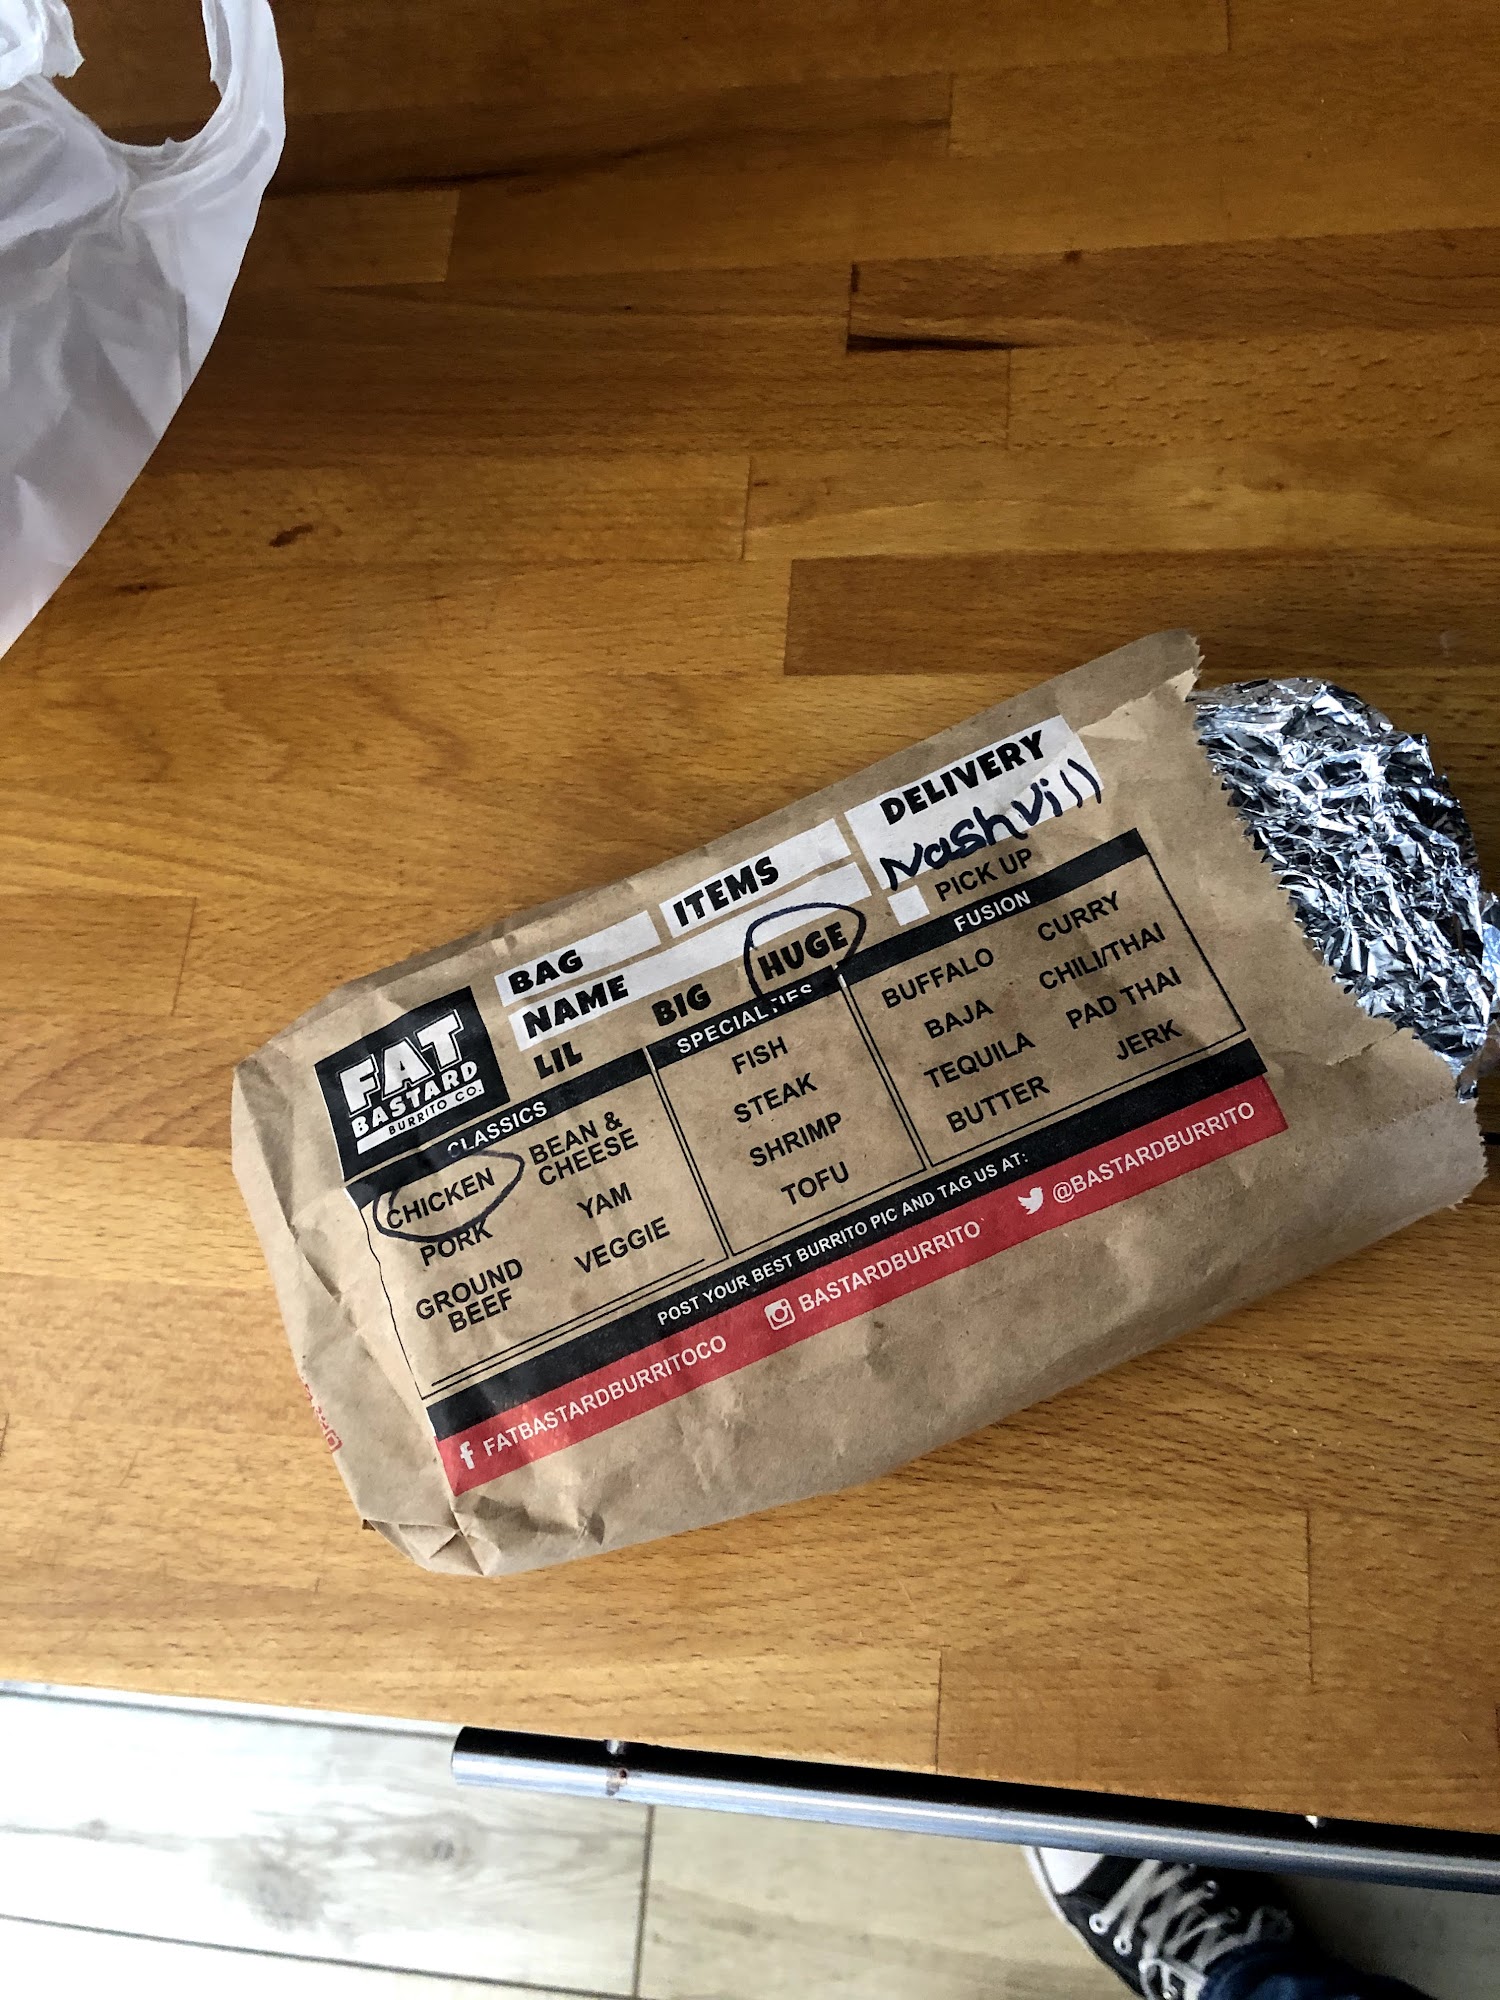 FAT
BASTARD
BURRITO CO.
BAG
ITEMS
DELIVERY
Nashvill
NAME
PICK UP
LIL BIG HUGE
CLASSICS
CHICKEN
PORK
GROUND
BEEF
BEAN &
CHEESE
YAM
VEGGIE
SPECIALTIES
FISH
STEAK
SHRIMP
TOFU
FUSION
BUFFALO
BAJA
TEQUILA
BUTTER
CURRY
CHILI/THAI
PAD THAI
JERK
POST YOUR BEST BURRITO PIC AND TAG US AT:
FATBASTARDBURRITOCO BASTARDBURRITO @BASTARDBURRITO